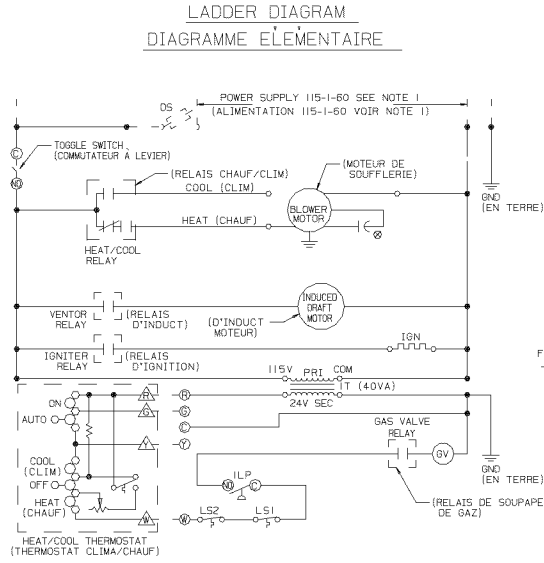 LADDER DIAGRAM
DIAGRAMME ELEMENTAIRE
DS
POWER SUPPLY 115-1-60 SEE NOTE 1
(ALIMENTATION 115-1-60 VOIR NOTE 1)
C
TOGGLE SWITCH
(COMMUTATEUR À LEVIER)
NO
(RELAIS CHAUF/CLIM)
COOL (CLIM)
(MOTEUR DE
SOUFFLERIE)
BLOWER
MOTOR
GND
(EN TERRE)
HEAT (CHAUF)
C
HEAT/COOL
RELAY
INDUCED
DRAFT
MOTOR
VENTOR
RELAY
(RELAIS
D'INDUCT)
(D'INDUCT
MOTEUR)
IGN
IGNITER
RELAY
(RELAIS
D'IGNITION)
F
115V PRI COM
1T (40VA)
24V SEC
R R
ON
G G
AUTO
C
GAS VALVE
RELAY
Y Y
GV
COOL
(CLIM)
OFF
ILP
NO C
GND
(EN TERRE)
HEAT
(CHAUF)
LS2 LS1
W W
(RELAIS DE SOUPAPE
DE GAZ)
HEAT/COOL THERMOSTAT
(THERMOSTAT CLIMA/CHAUF)